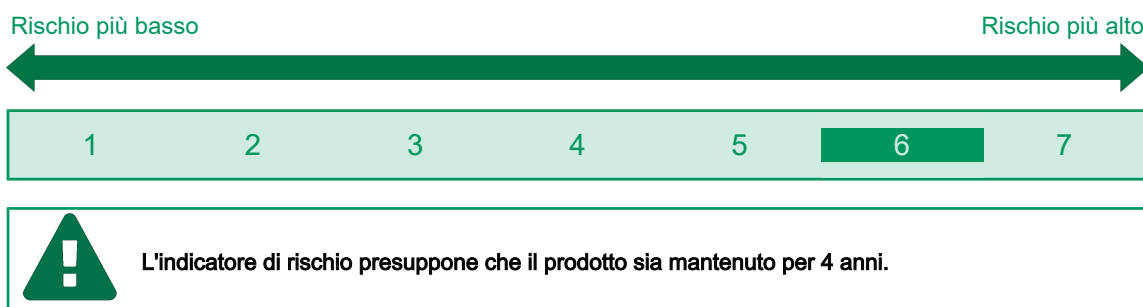 Rischio più basso Rischio più alto
1 2 3 4 5 6 7
L'indicatore di rischio presuppone che il prodotto sia mantenuto per 4 anni.